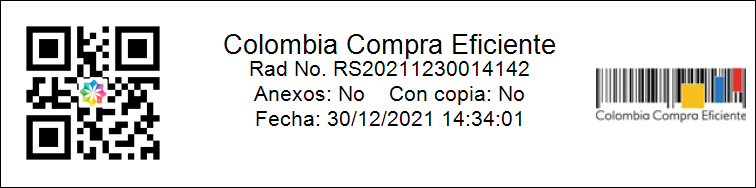 Colombia Compra Eficiente
Rad No. RS20211230014142
Anexos: No Con copia: No
Fecha: 30/12/2021 14:34:01
Colombia Compra Eficiente